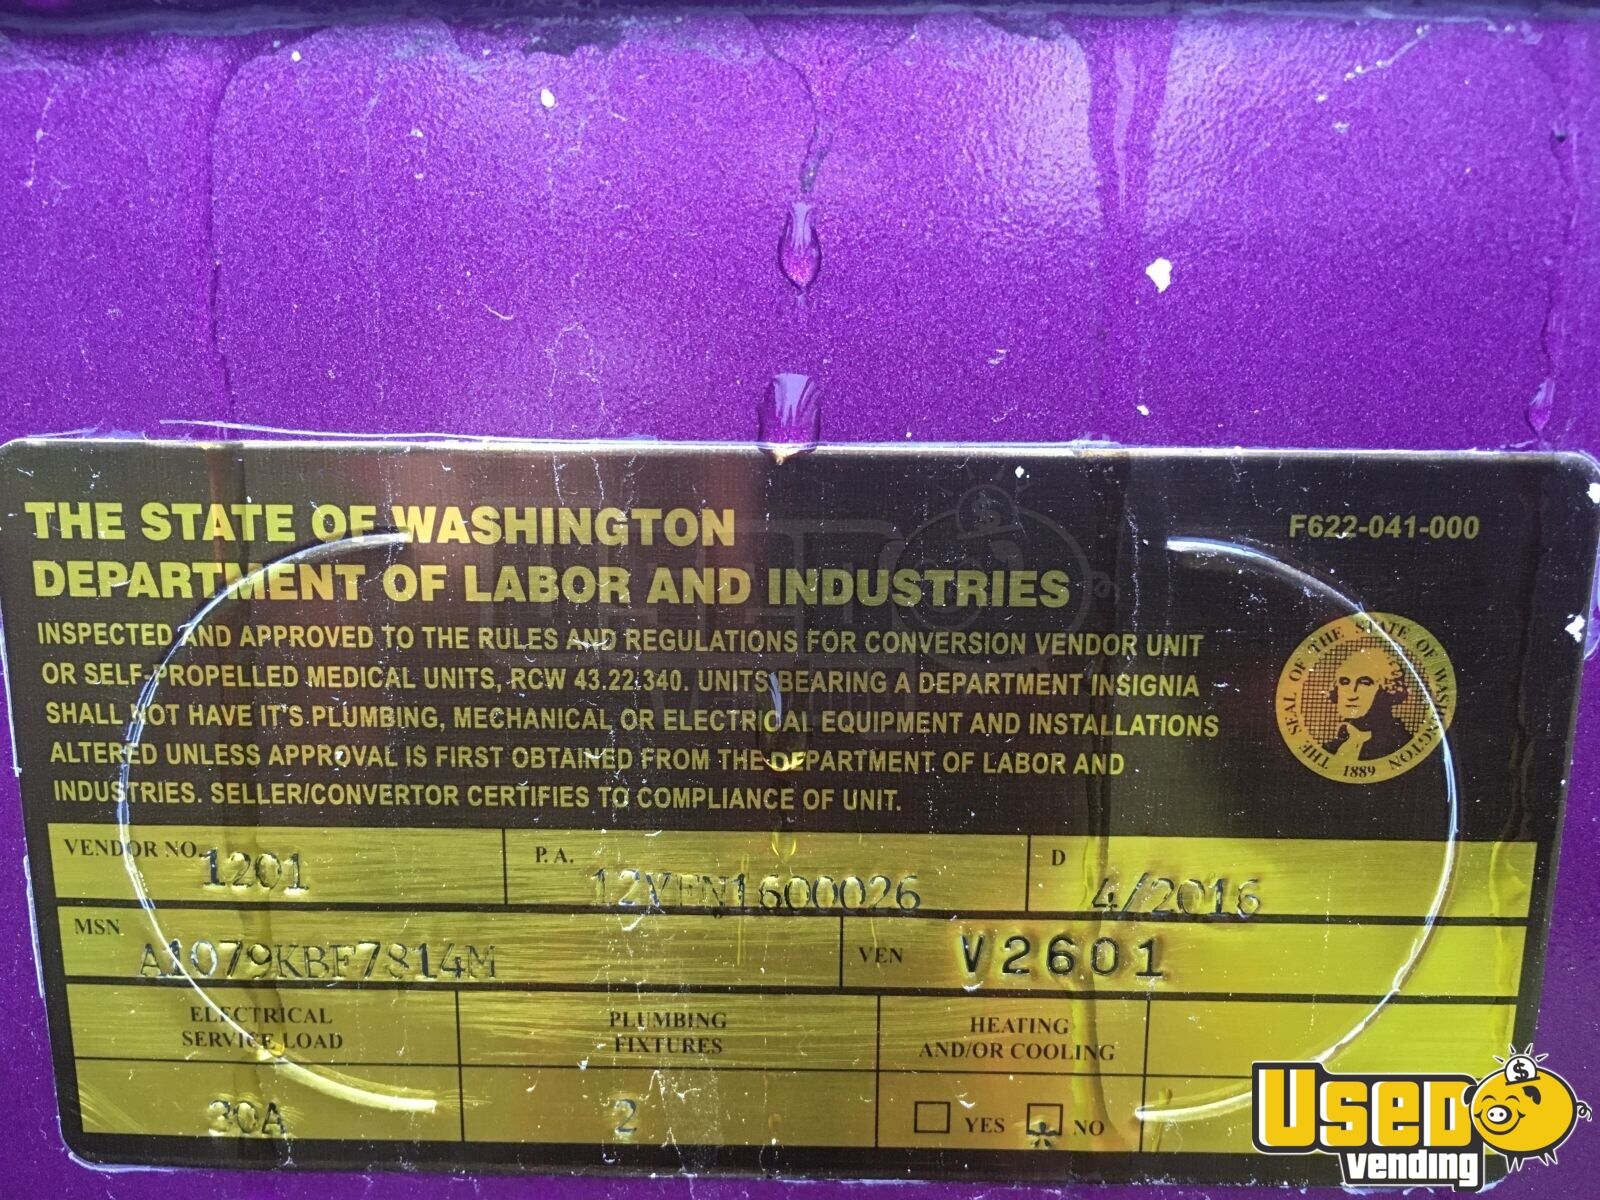 THE STATE OF WASHINGTON
DEPARTMENT OF LABOR AND INDUSTRIES
F622-041-000
INSPECTED AND APPROVED TO THE RULES AND REGULATIONS FOR CONVERSION VENDOR UNIT
OR SELF-PROPELLED MEDICAL UNITS, RCW 43.22.340. UNITS BEARING A DEPARTMENT INSIGNIA
SHALL NOT HAVE IT'S PLUMBING, MECHANICAL OR ELECTRICAL EQUIPMENT AND INSTALLATIONS
ALTERED UNLESS APPROVAL IS FIRST OBTAINED FROM THE DEPARTMENT OF LABOR AND
INDUSTRIES. SELLER/CONVERTOR CERTIFIES TO COMPLIANCE OF UNIT.
THE SEAL OF THE STATE OF WASHINGTON
1889
VENDOR NO. 1201 P.A. 12VEN1600026 D 4/2016
MSN A1079KBF7814M VEN V2601
ELECTRICAL
SERVICE LOAD
PLUMBING
FIXTURES
HEATING
AND/OR COOLING
30A 2 YES NO
USED
vending